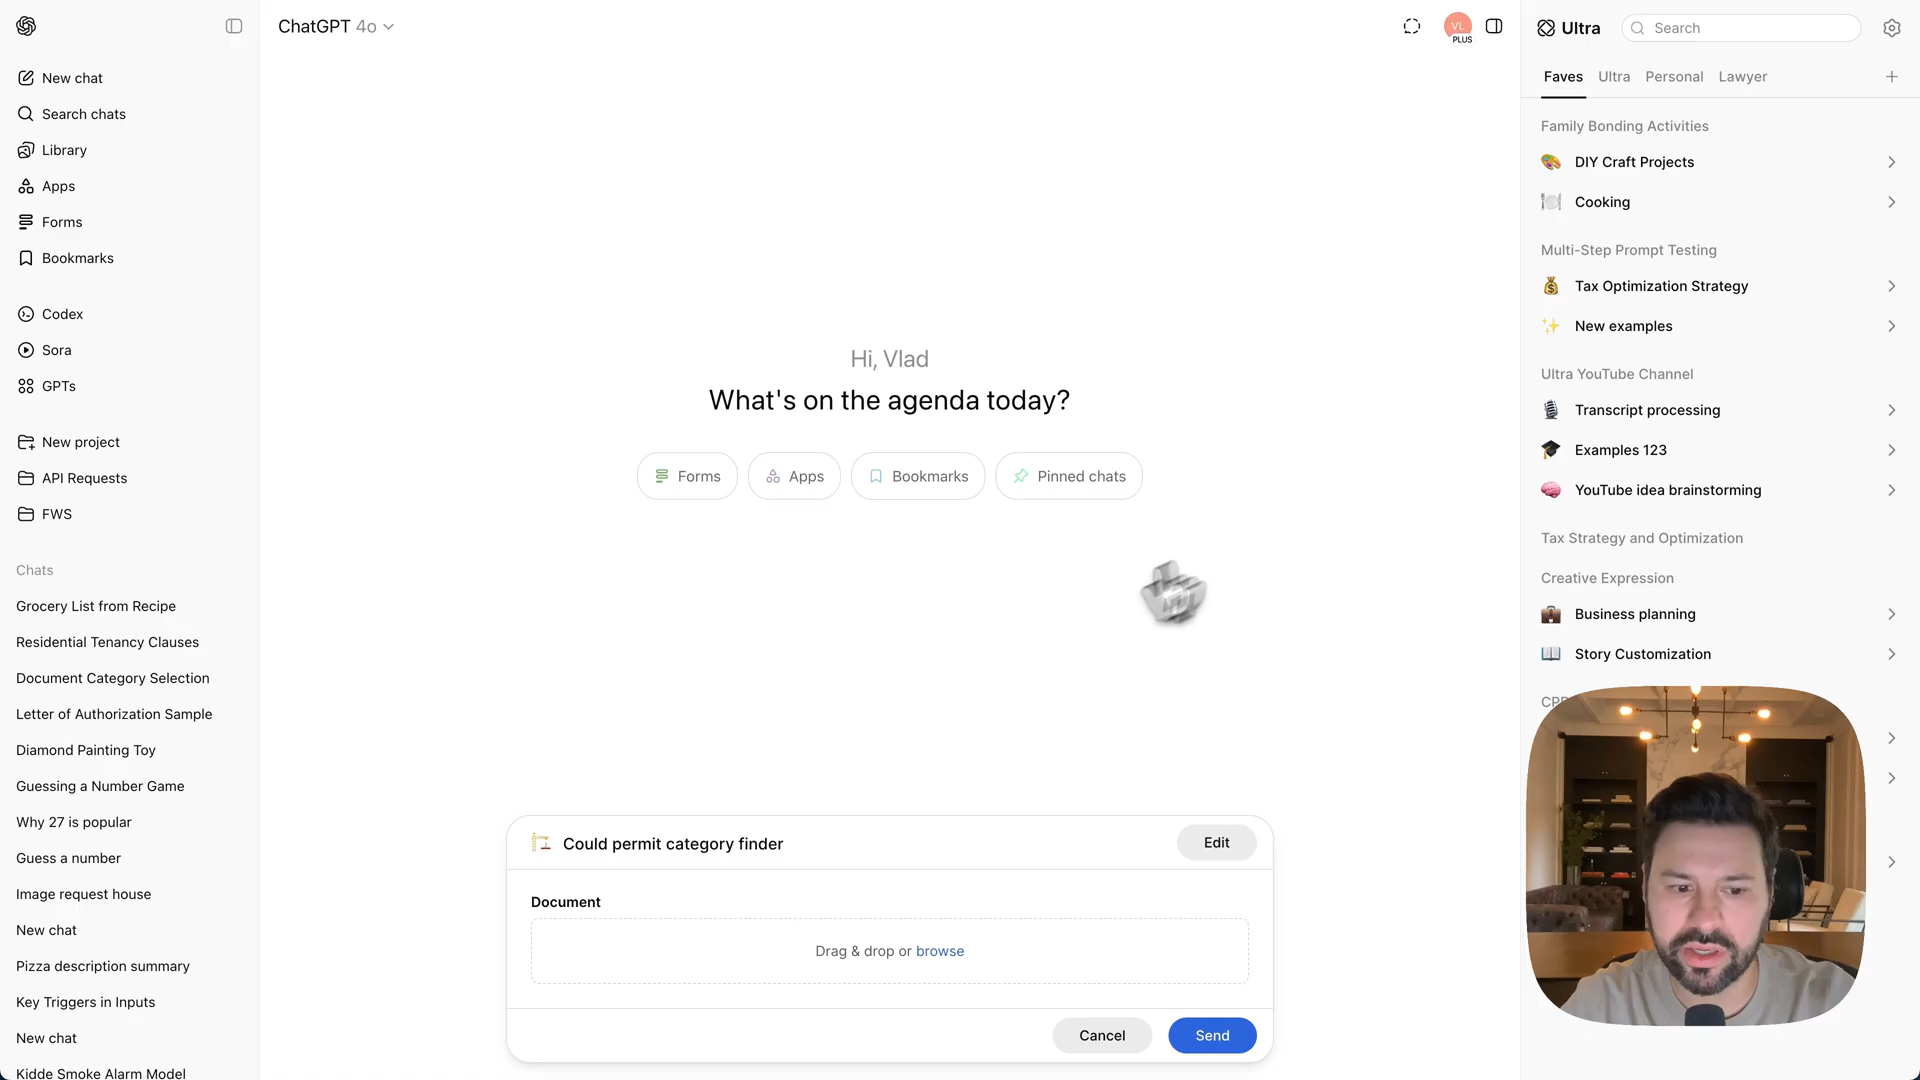 ChatGPT 4o
VL
PLUS
Ultra
Search
New chat
Search chats
Library
Apps
Forms
Bookmarks
Codex
Sora
GPTs
New project
API Requests
FWS
Chats
Grocery List from Recipe
Residential Tenancy Clauses
Document Category Selection
Letter of Authorization Sample
Diamond Painting Toy
Guessing a Number Game
Why 27 is popular
Guess a number
Image request house
New chat
Pizza description summary
Key Triggers in Inputs
New chat
Kidde Smoke Alarm Model
Hi, Vlad
What's on the agenda today?
Forms
Apps
Bookmarks
Pinned chats
Could permit category finder
Edit
Document
Drag & drop or browse
Cancel
Send
Faves
Ultra
Personal
Lawyer
Family Bonding Activities
DIY Craft Projects
Cooking
Multi-Step Prompt Testing
Tax Optimization Strategy
New examples
Ultra YouTube Channel
Transcript processing
Examples 123
YouTube idea brainstorming
Tax Strategy and Optimization
Creative Expression
Business planning
Story Customization